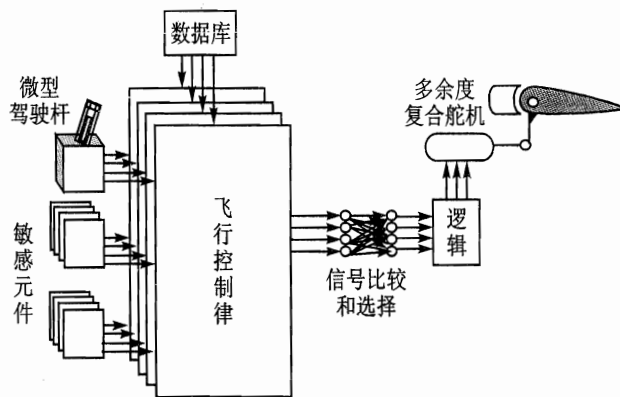 数据库
微型
驾驶杆
多余度
复合舵机
敏感元件
飞行控制律
逻辑
信号比较
和选择